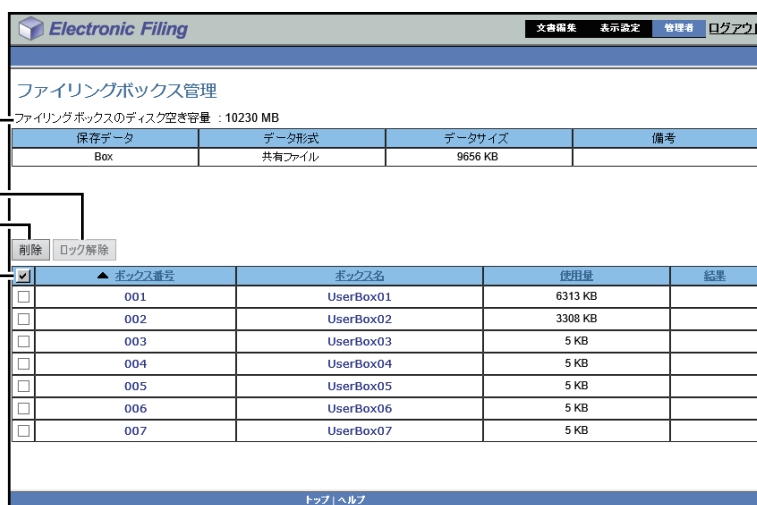 Electronic Filing
文書編集 表示設定 管理者 ログアウト
ファイリングボックス管理
ファイリングボックスのディスク空き容量 : 10230 MB
保存データ データ形式 データサイズ 備考
Box 共有ファイル 9656 KB
削除 ロック解除
▲ ボックス番号 ボックス名 使用量 結果
001 UserBox01 6313 KB
002 UserBox02 3308 KB
003 UserBox03 5 KB
004 UserBox04 5 KB
005 UserBox05 5 KB
006 UserBox06 5 KB
007 UserBox07 5 KB
トップ | ヘルプ